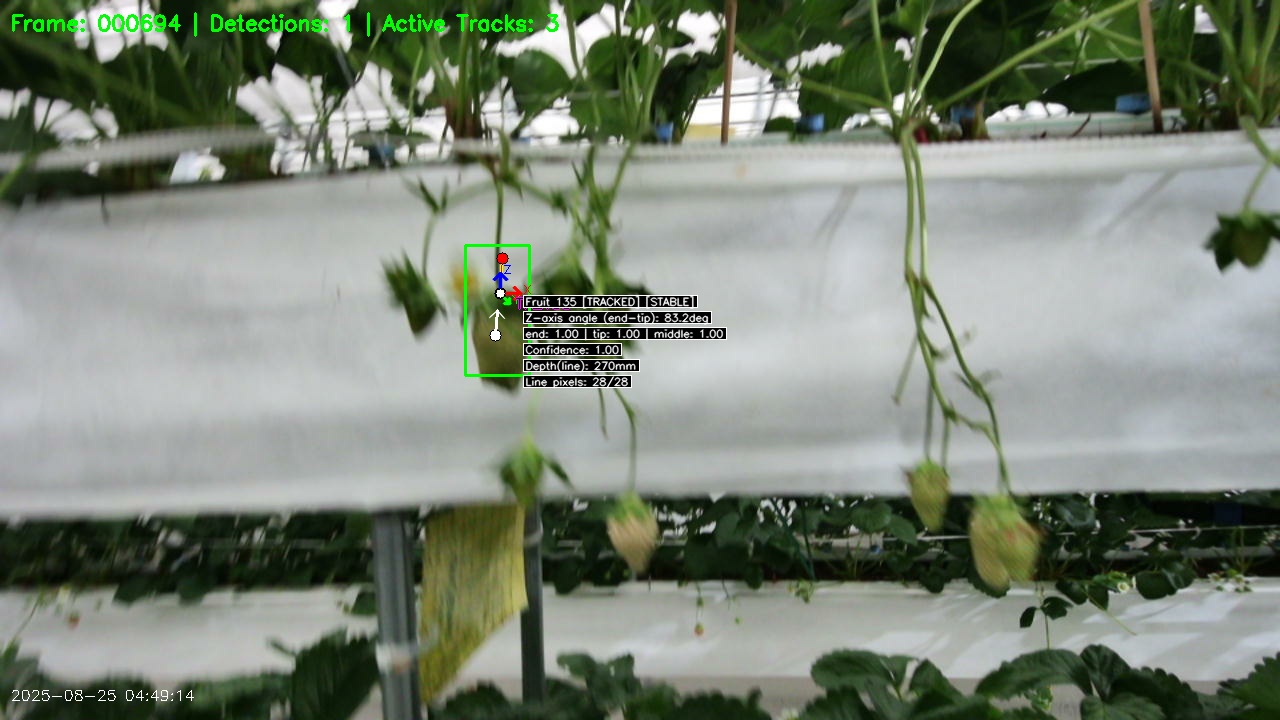 Frame: 000694 | Detections: 1 | Active Tracks: 3
Z
Fruit 135 [TRACKED] [STABLE]
Z-axis angle (end-tip): 83.2deg
end: 1.00 | tip: 1.00 | middle: 1.00
Confidence: 1.00
Depth(line): 270mm
Line pixels: 28/28
2025-08-25 04:49:14